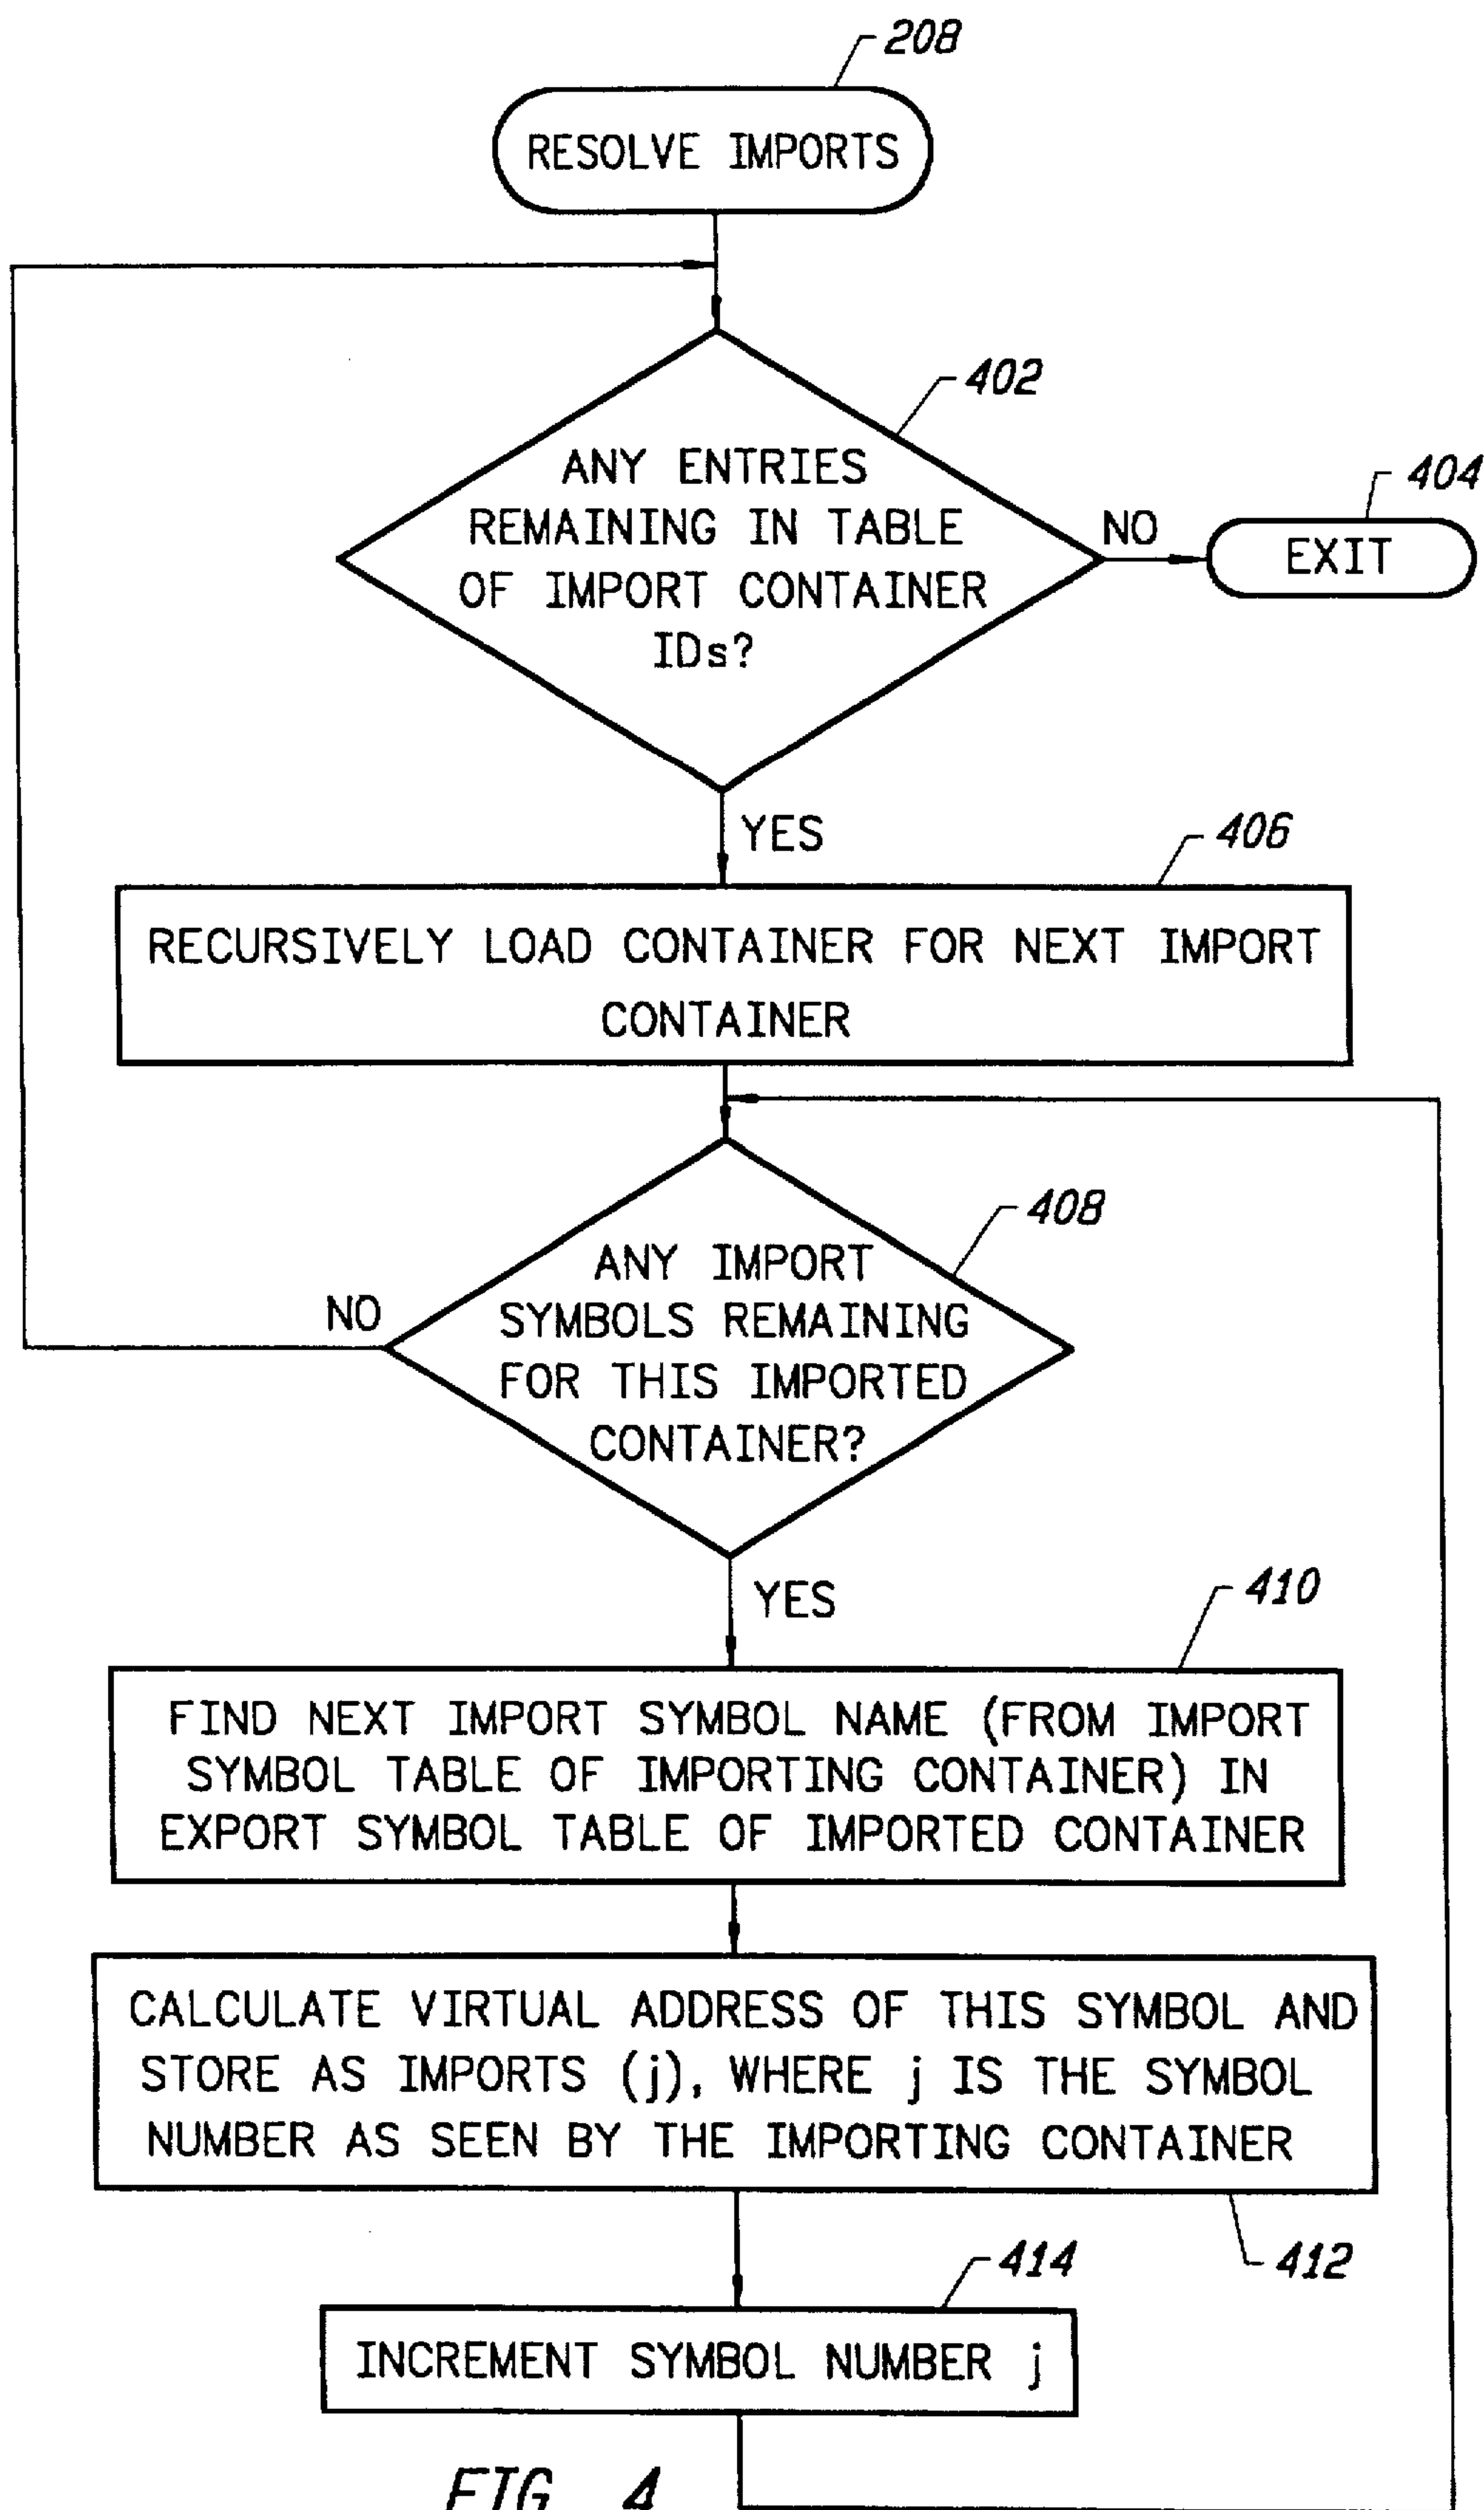 208
RESOLVE IMPORTS
402
ANY ENTRIES
REMAINING IN TABLE
OF IMPORT CONTAINER
IDs?
NO
404
EXIT
YES
406
RECURSIVELY LOAD CONTAINER FOR NEXT IMPORT
CONTAINER
408
ANY IMPORT
SYMBOLS REMAINING
FOR THIS IMPORTED
CONTAINER?
NO
YES
410
FIND NEXT IMPORT SYMBOL NAME (FROM IMPORT
SYMBOL TABLE OF IMPORTING CONTAINER) IN
EXPORT SYMBOL TABLE OF IMPORTED CONTAINER
CALCULATE VIRTUAL ADDRESS OF THIS SYMBOL AND
STORE AS IMPORTS (j), WHERE j IS THE SYMBOL
NUMBER AS SEEN BY THE IMPORTING CONTAINER
412
414
INCREMENT SYMBOL NUMBER j
FIG. 4